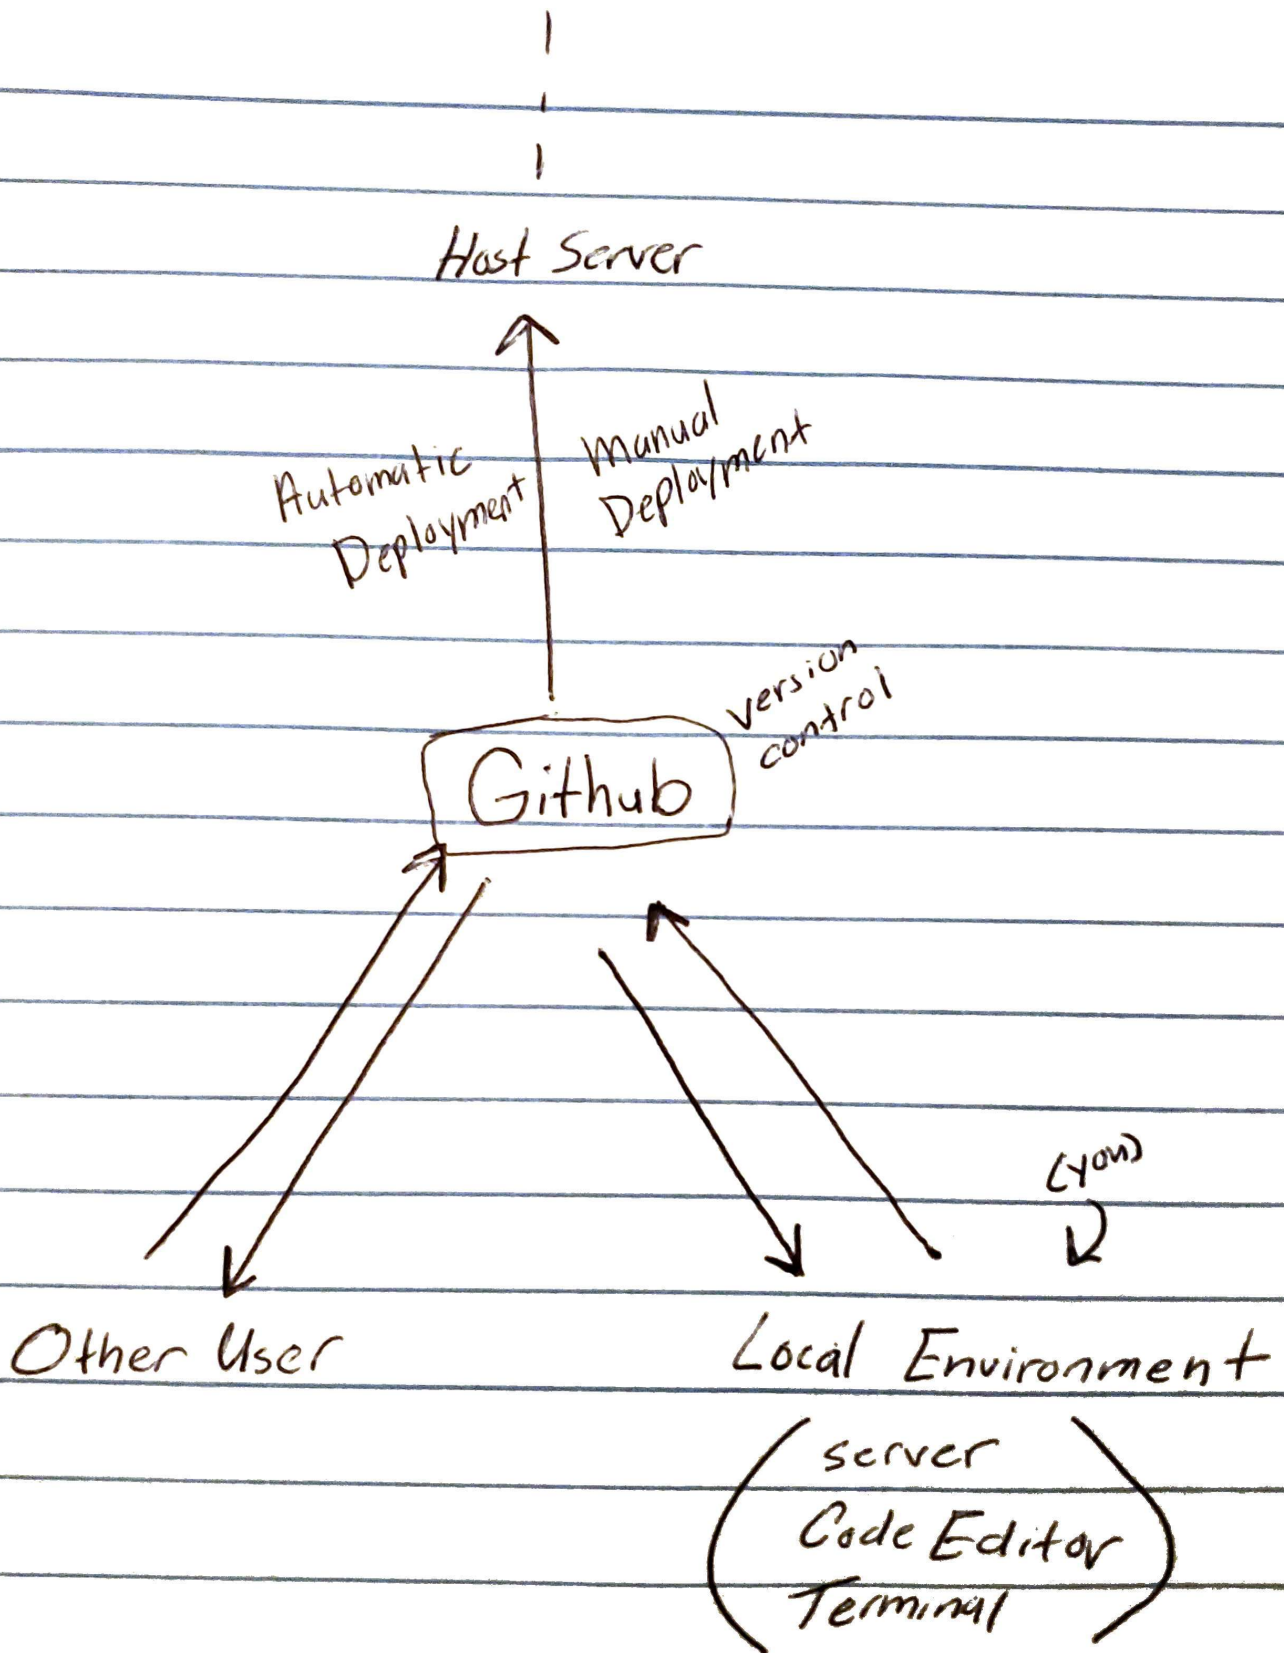 Host Server
Automatic
Deployment
Manual
Deployment
version
control
Github
(you)
Other User
Local Environment
server
Code Editor
Terminal